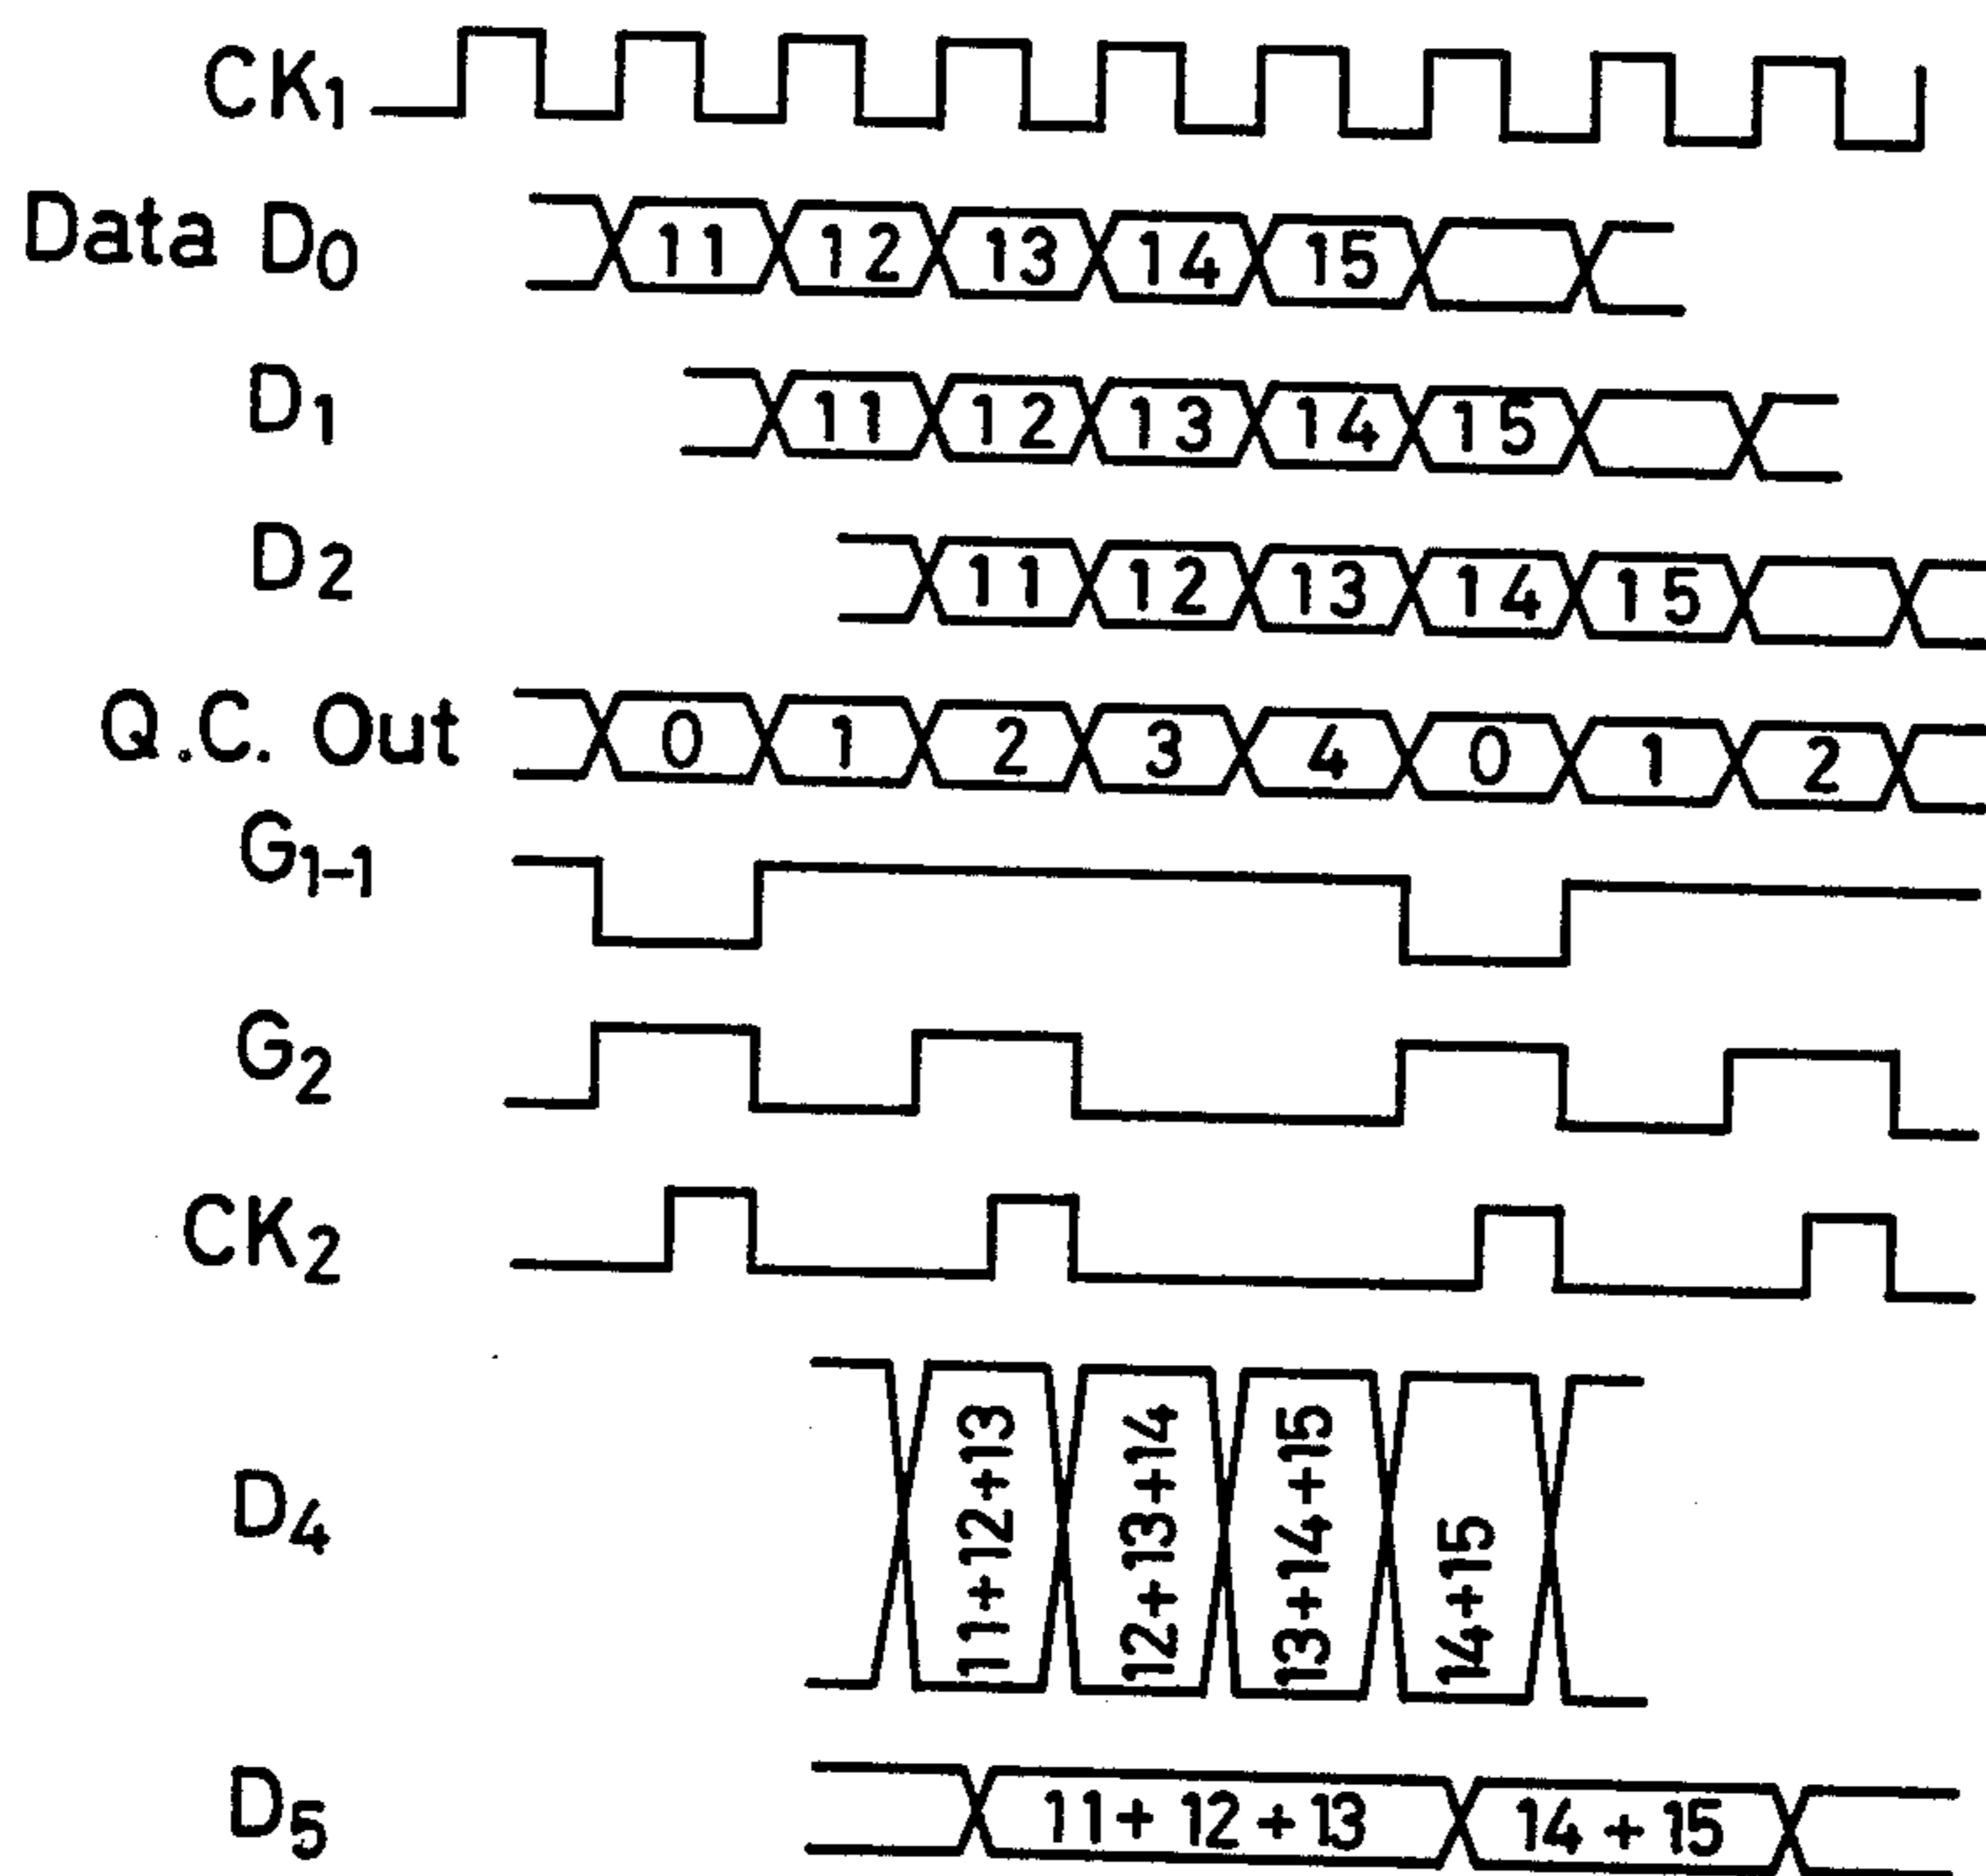 CK1
Data D0 11 12 13 14 15
D1 11 12 13 14 15
D2 11 12 13 14 15
Q.C. Out 0 1 2 3 4 0 1 2
G1-1
G2
CK2
D4 11+12+13 12+13+14 13+14+15 14+15
D5 11+12+13 14+15